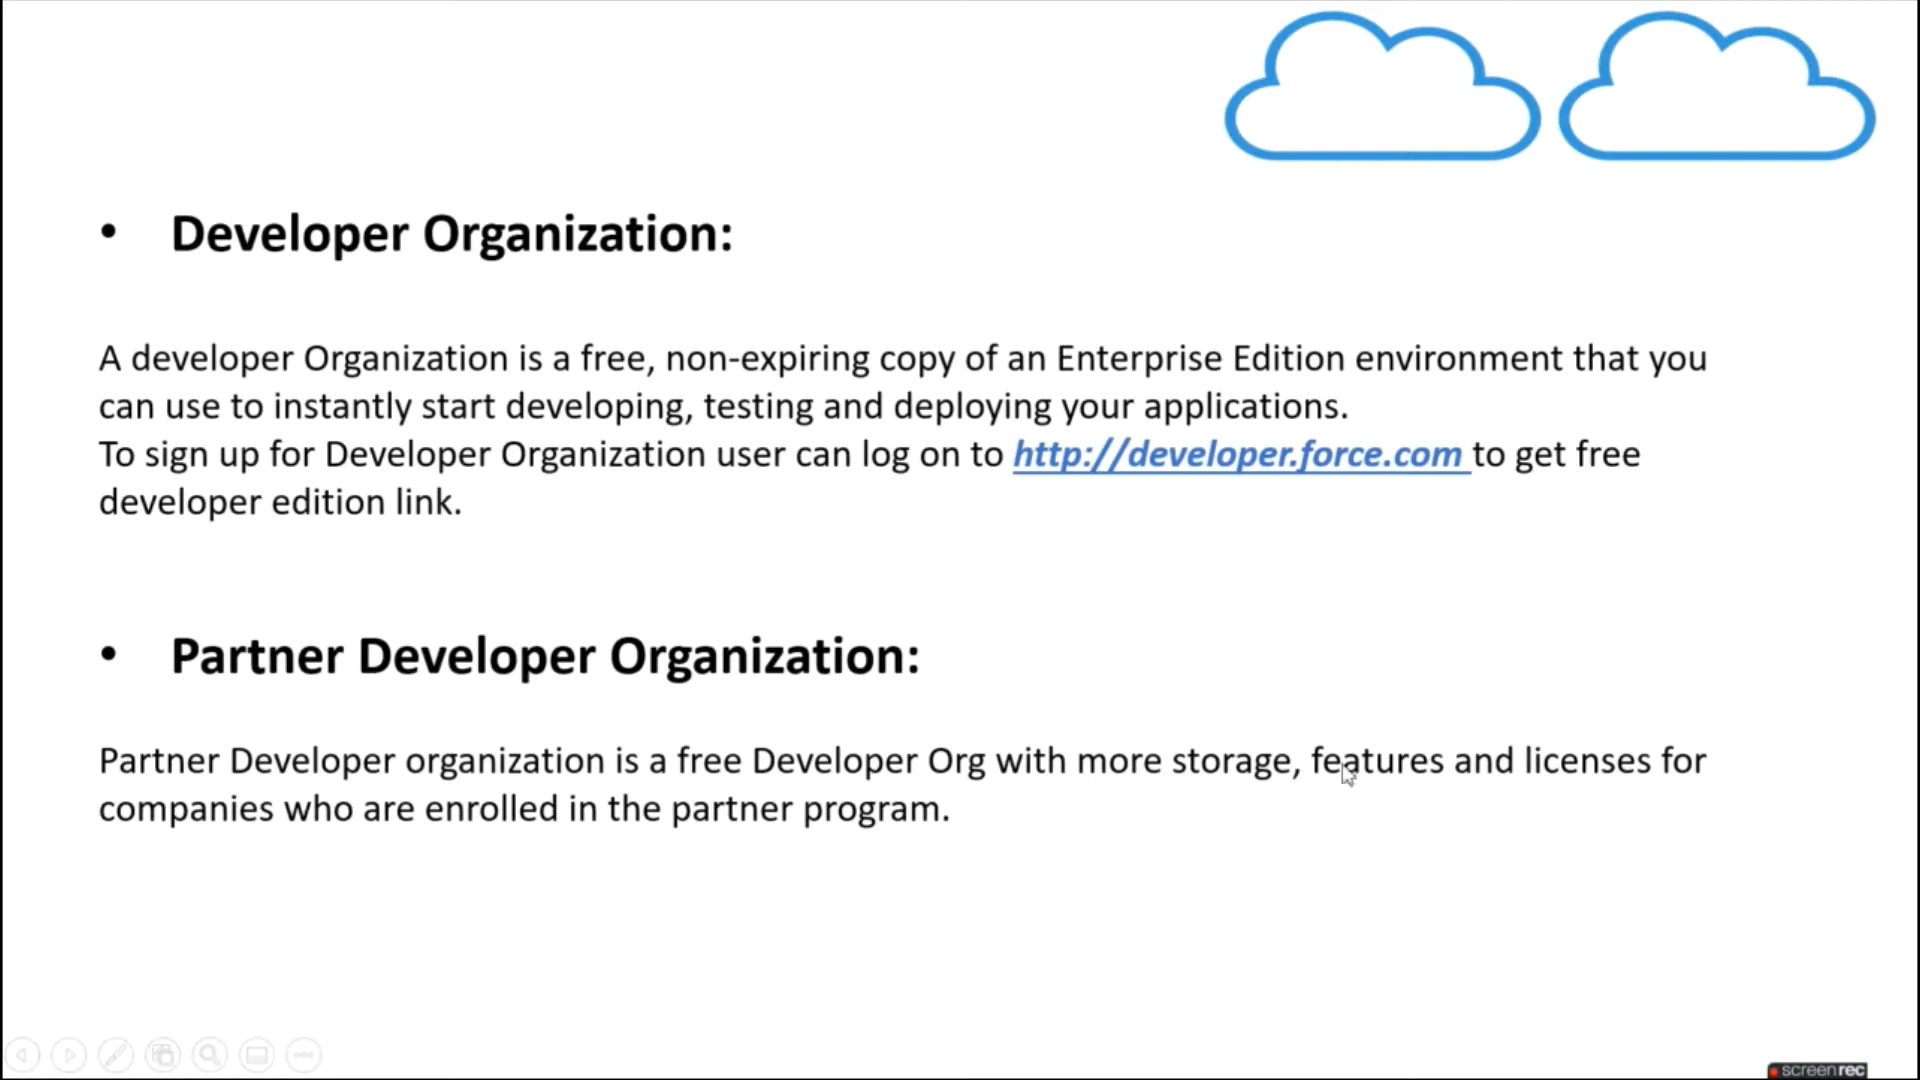 • Developer Organization:
A developer Organization is a free, non-expiring copy of an Enterprise Edition environment that you
can use to instantly start developing, testing and deploying your applications.
To sign up for Developer Organization user can log on to http://developer.force.com to get free
developer edition link.
• Partner Developer Organization:
Partner Developer organization is a free Developer Org with more storage, features and licenses for
companies who are enrolled in the partner program.
screenrec